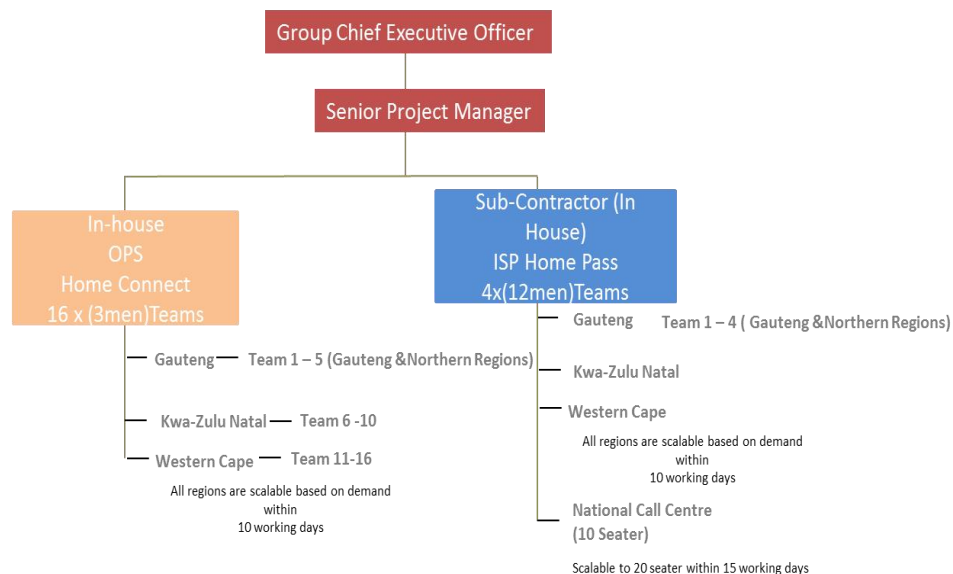 Group Chief Executive Officer
Senior Project Manager
In-house
OPS
Home Connect
16 x (3men)Teams
Gauteng
Team 1 – 5 (Gauteng &Northern Regions)
Kwa-Zulu Natal
Team 6 -10
Western Cape
Team 11-16
All regions are scalable based on demand
within
10 working days
Sub-Contractor (In
House)
ISP Home Pass
4x(12men)Teams
Gauteng
Team 1 – 4 ( Gauteng &Northern Regions)
Kwa-Zulu Natal
Western Cape
All regions are scalable based on demand
within
10 working days
National Call Centre
(10 Seater)
Scalable to 20 seater within 15 working days